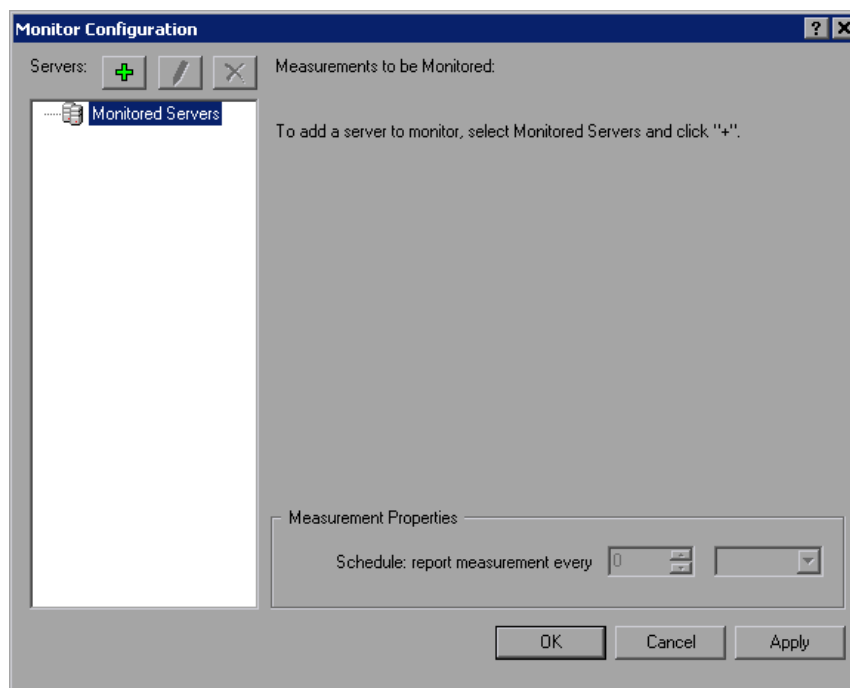 Monitor Configuration
Servers:
Measurements to be Monitored:
Monitored Servers
To add a server to monitor, select Monitored Servers and click "+".
Measurement Properties
Schedule: report measurement every 0
OK Cancel Apply